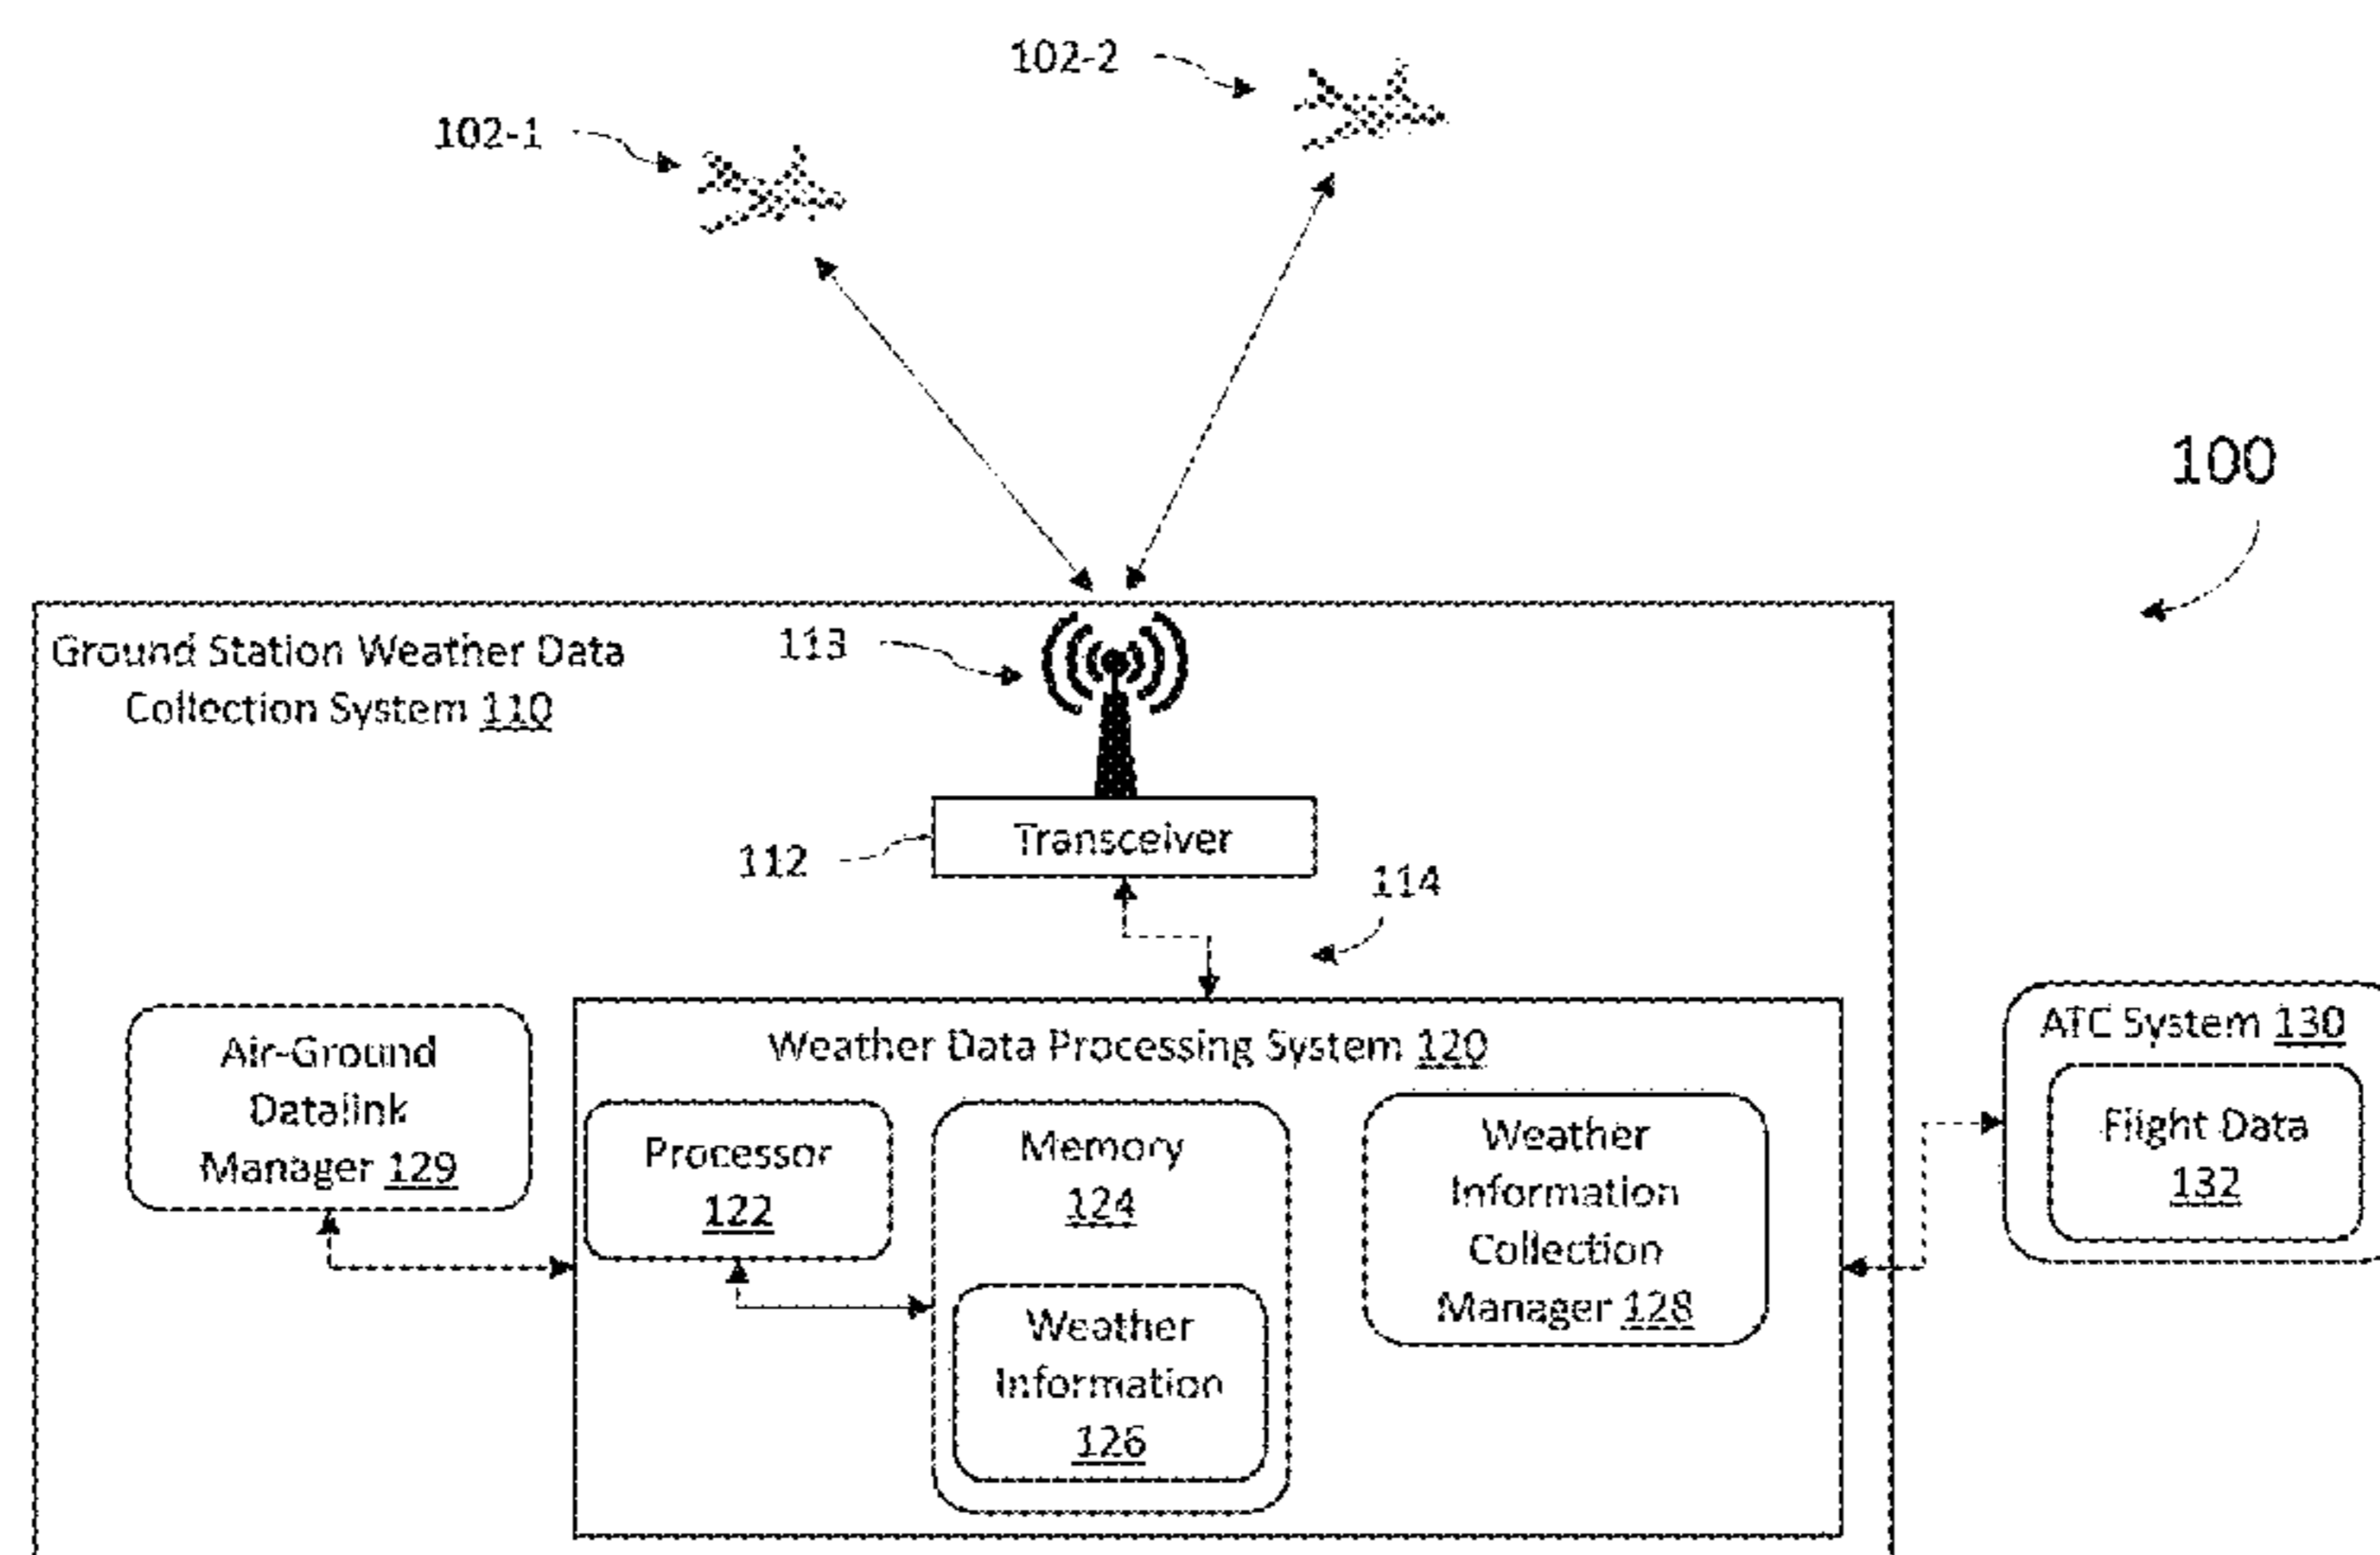 102-2
102-1
100
Ground Station Weather Data
Collection System 110
113
Transceiver
112
114
Air-Ground
Datalink
Manager 129
Weather Data Processing System 120
Processor
122
Memory
124
Weather
Information
126
Weather
Information
Collection
Manager 128
ATC System 130
Flight Data
132